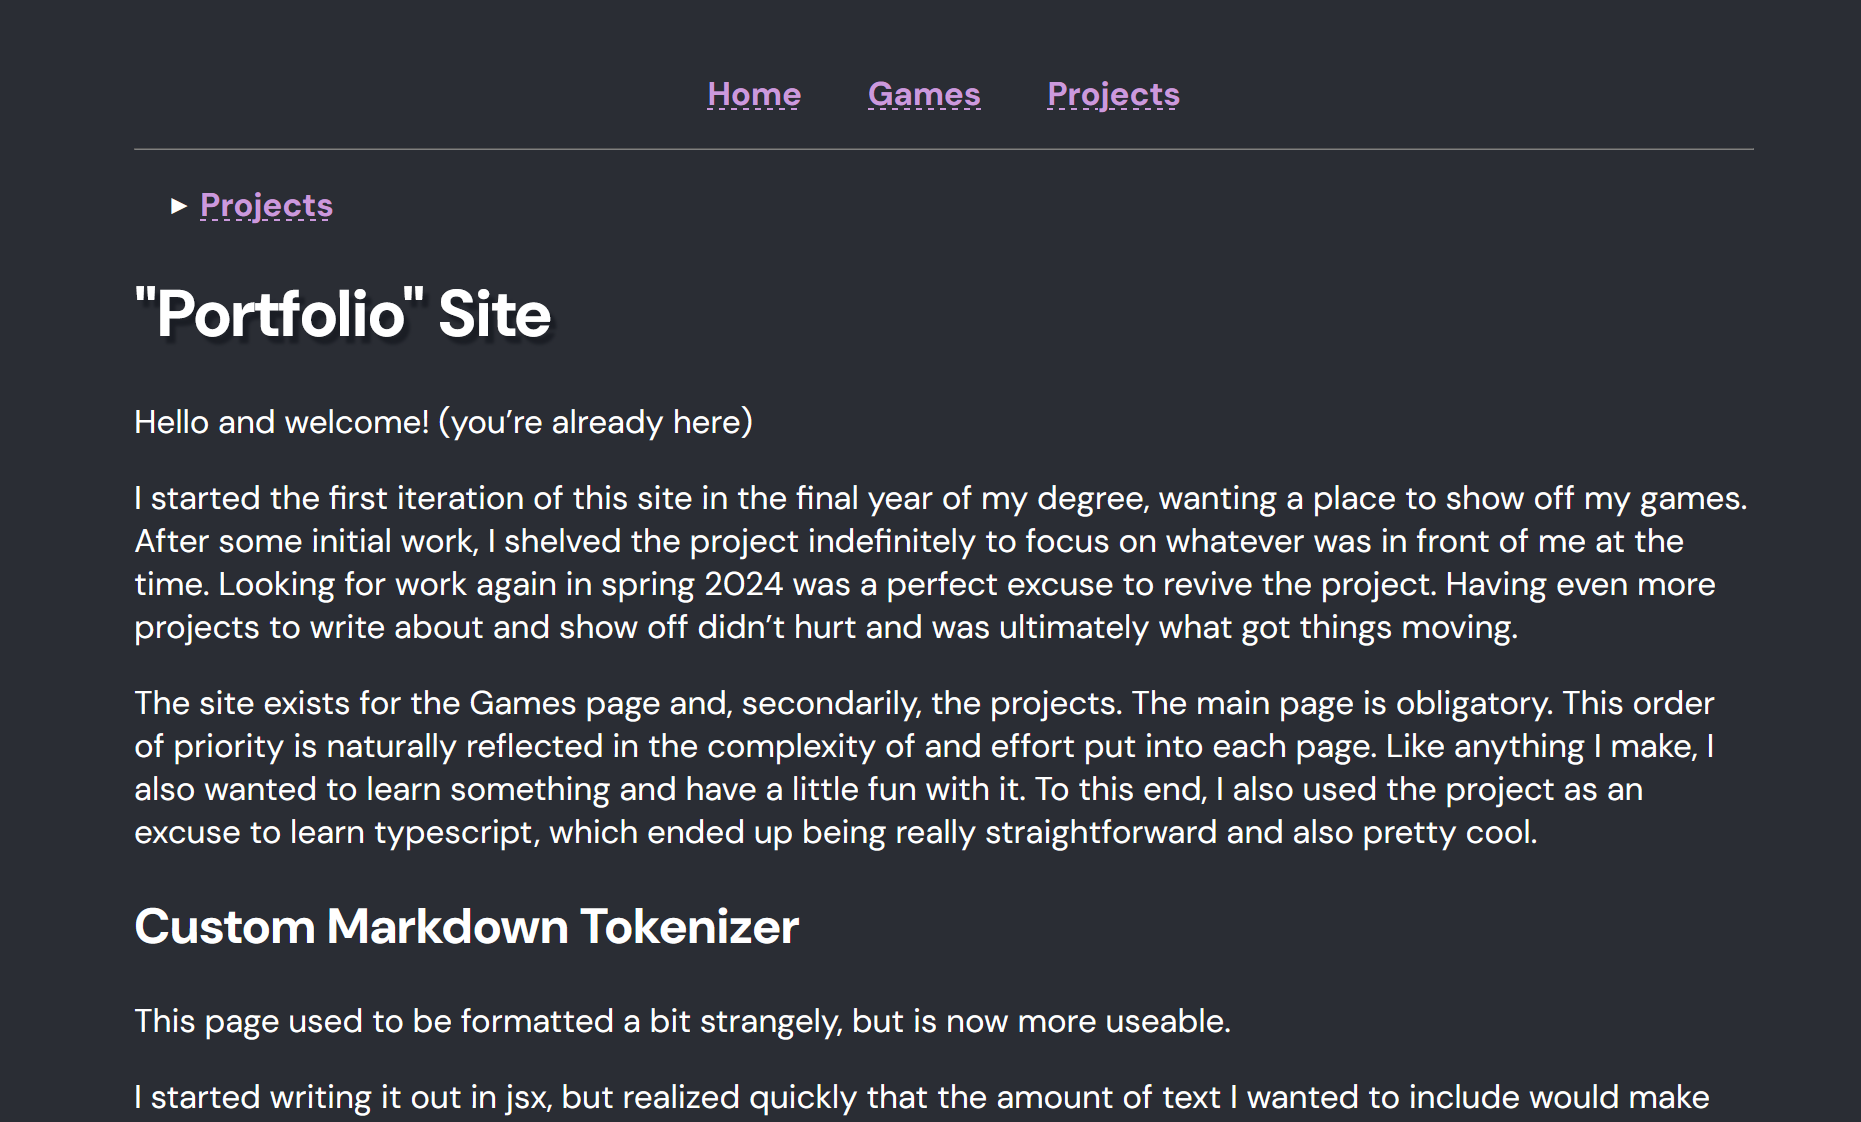 Home Games Projects
Projects
"Portfolio" Site
Hello and welcome! (you’re already here)
I started the first iteration of this site in the final year of my degree, wanting a place to show off my games.
After some initial work, I shelved the project indefinitely to focus on whatever was in front of me at the
time. Looking for work again in spring 2024 was a perfect excuse to revive the project. Having even more
projects to write about and show off didn’t hurt and was ultimately what got things moving.
The site exists for the Games page and, secondarily, the projects. The main page is obligatory. This order
of priority is naturally reflected in the complexity of and effort put into each page. Like anything I make, I
also wanted to learn something and have a little fun with it. To this end, I also used the project as an
excuse to learn typescript, which ended up being really straightforward and also pretty cool.
Custom Markdown Tokenizer
This page used to be formatted a bit strangely, but is now more useable.
I started writing it out in jsx, but realized quickly that the amount of text I wanted to include would make